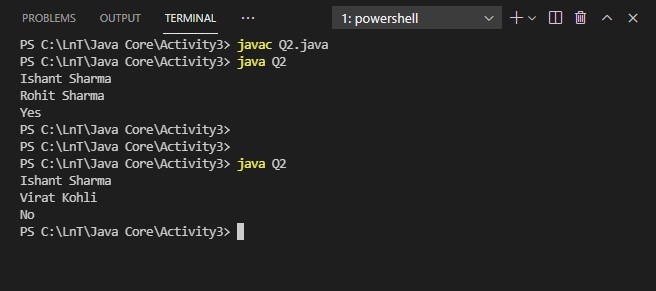 PROBLEMS OUTPUT TERMINAL ... 1: powershell
PS C:\LnT\Java Core\Activity3> javac Q2.java
PS C:\LnT\Java Core\Activity3> java Q2
Ishant Sharma
Rohit Sharma
Yes
PS C:\LnT\Java Core\Activity3>
PS C:\LnT\Java Core\Activity3>
PS C:\LnT\Java Core\Activity3> java Q2
Ishant Sharma
Virat Kohli
No
PS C:\LnT\Java Core\Activity3>